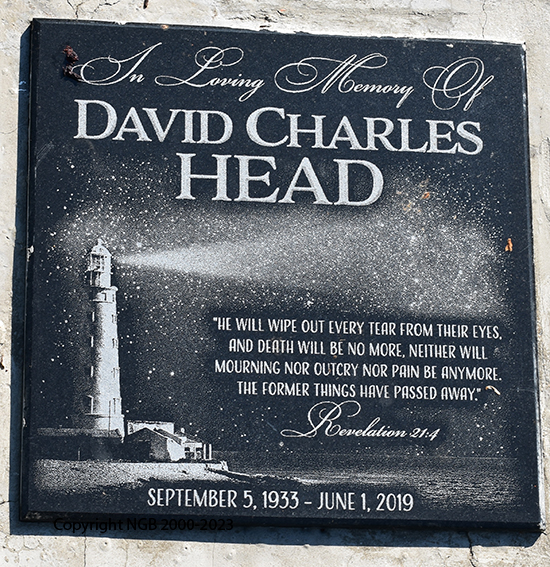 In Loving Memory Of
DAVID CHARLES
HEAD
"HE WILL WIPE OUT EVERY TEAR FROM THEIR EYES,
AND DEATH WILL BE NO MORE, NEITHER WILL
MOURNING NOR OUTCRY NOR PAIN BE ANYMORE.
THE FORMER THINGS HAVE PASSED AWAY."
Revelation 21:4
SEPTEMBER 5, 1933 - JUNE 1, 2019
Copyright NGB 2000-2023